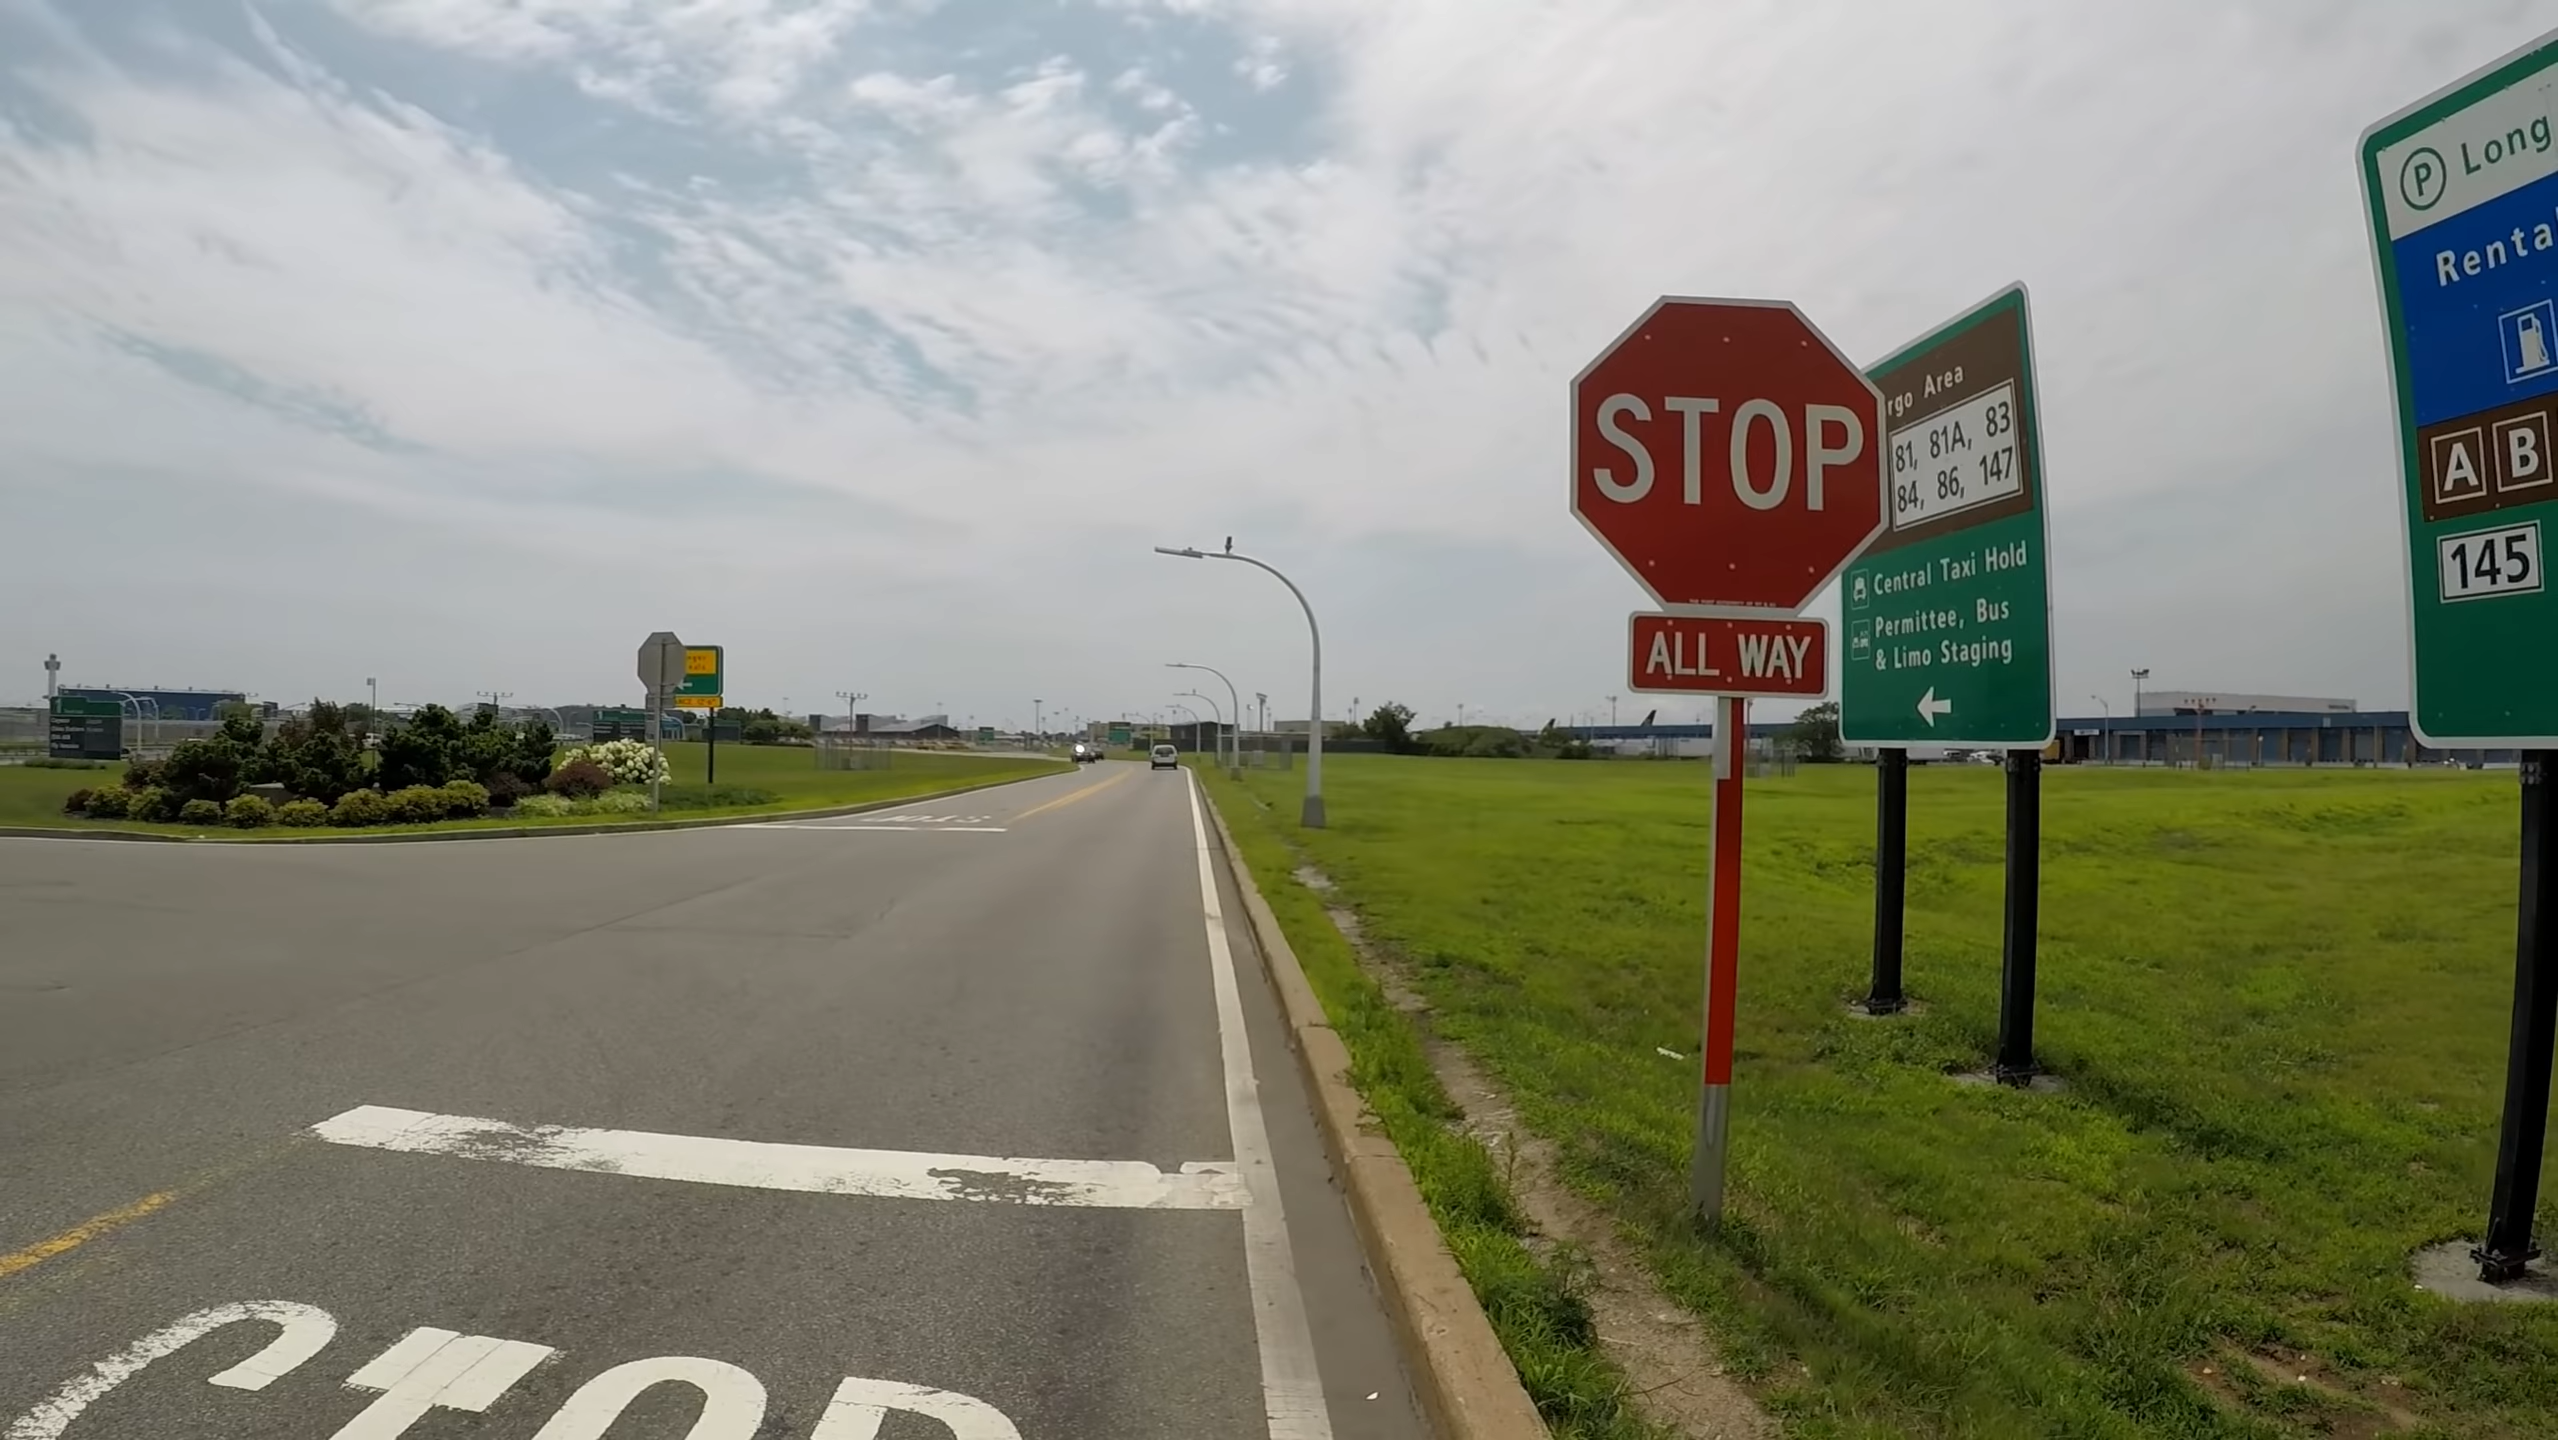 STOP
ALL WAY
rgo Area
81, 81A, 83
84, 86, 147
Central Taxi Hold
Permittee, Bus
& Limo Staging
P Long
Renta
A B
145
STOP
STOP